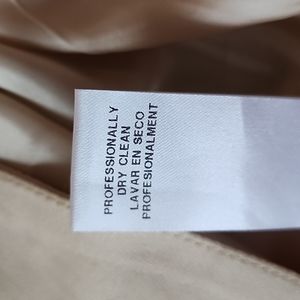 PROFESSIONALLY
DRY CLEAN
LAVAR EN SECO
PROFESIONALMENT